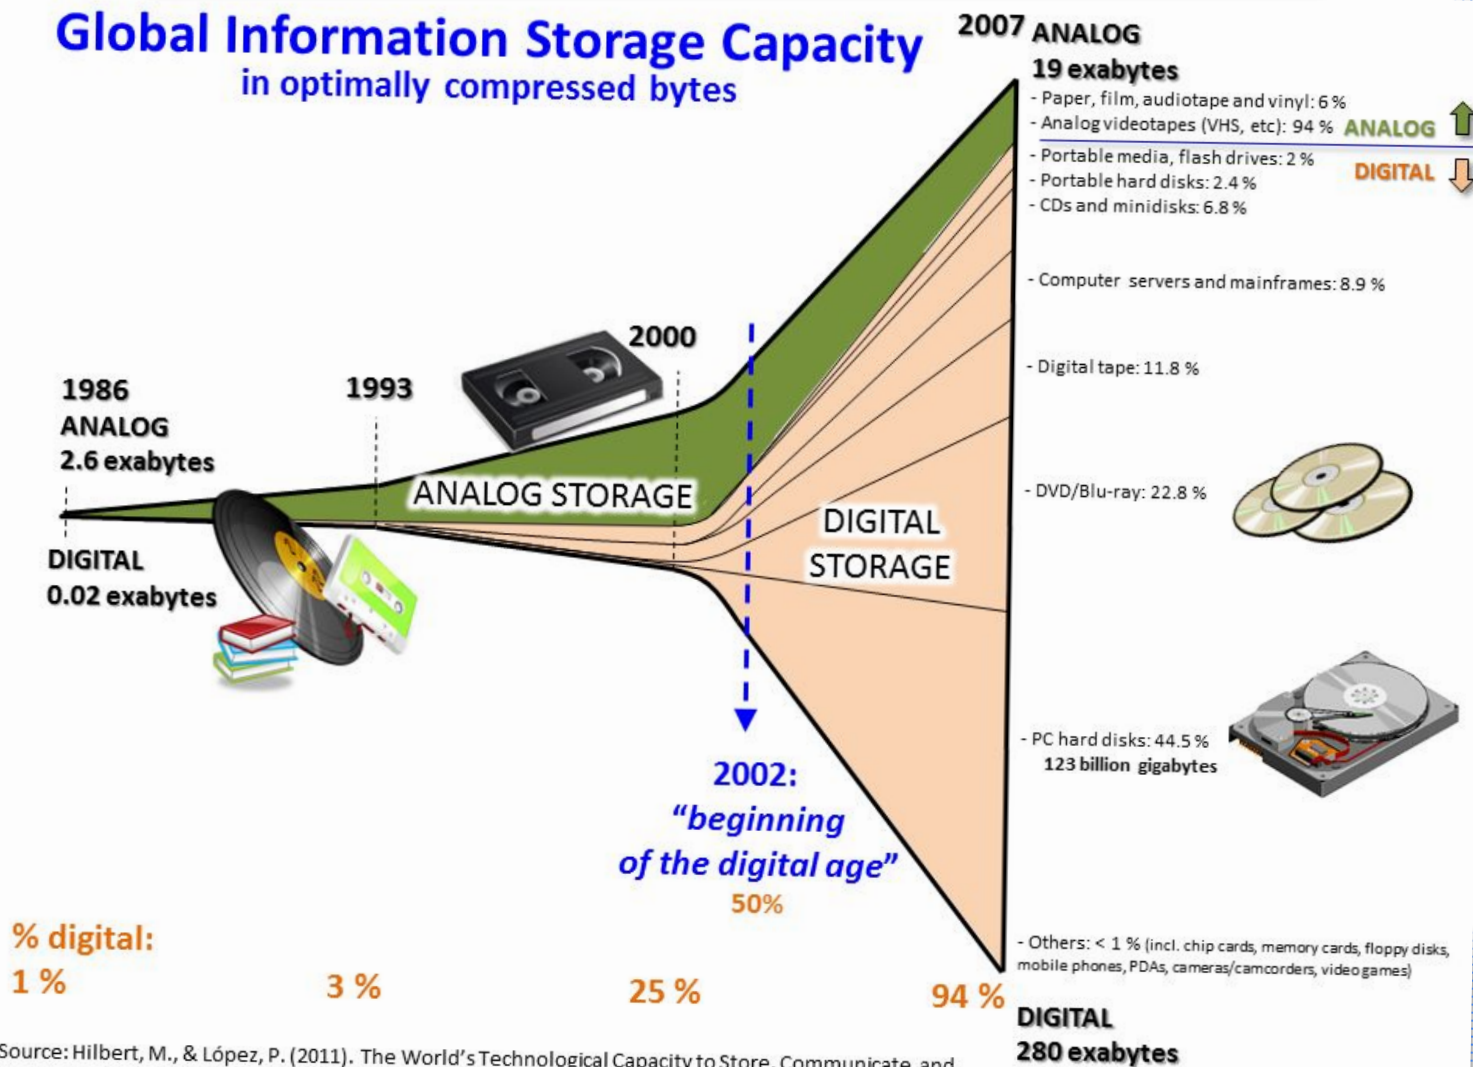 Global Information Storage Capacity
in optimally compressed bytes
2007
ANALOG
19 exabytes
- Paper, film, audiotape and vinyl: 6 %
- Analog videotapes (VHS, etc): 94 %
ANALOG
- Portable media, flash drives: 2 %
DIGITAL
- Portable hard disks: 2.4 %
- CDs and minidisks: 6.8 %
- Computer servers and mainframes: 8.9 %
- Digital tape: 11.8 %
- DVD/Blu-ray: 22.8 %
- PC hard disks: 44.5 %
123 billion gigabytes
- Others: < 1 % (incl. chip cards, memory cards, floppy disks,
mobile phones, PDAs, cameras/camcorders, video games)
DIGITAL
280 exabytes
1986
ANALOG
2.6 exabytes
DIGITAL
0.02 exabytes
1993
2000
ANALOG STORAGE
DIGITAL
STORAGE
2002:
“beginning
of the digital age”
50%
% digital:
1 %
3 %
25 %
94 %
Source: Hilbert, M., & López, P. (2011). The World’s Technological Capacity to Store, Communicate, and